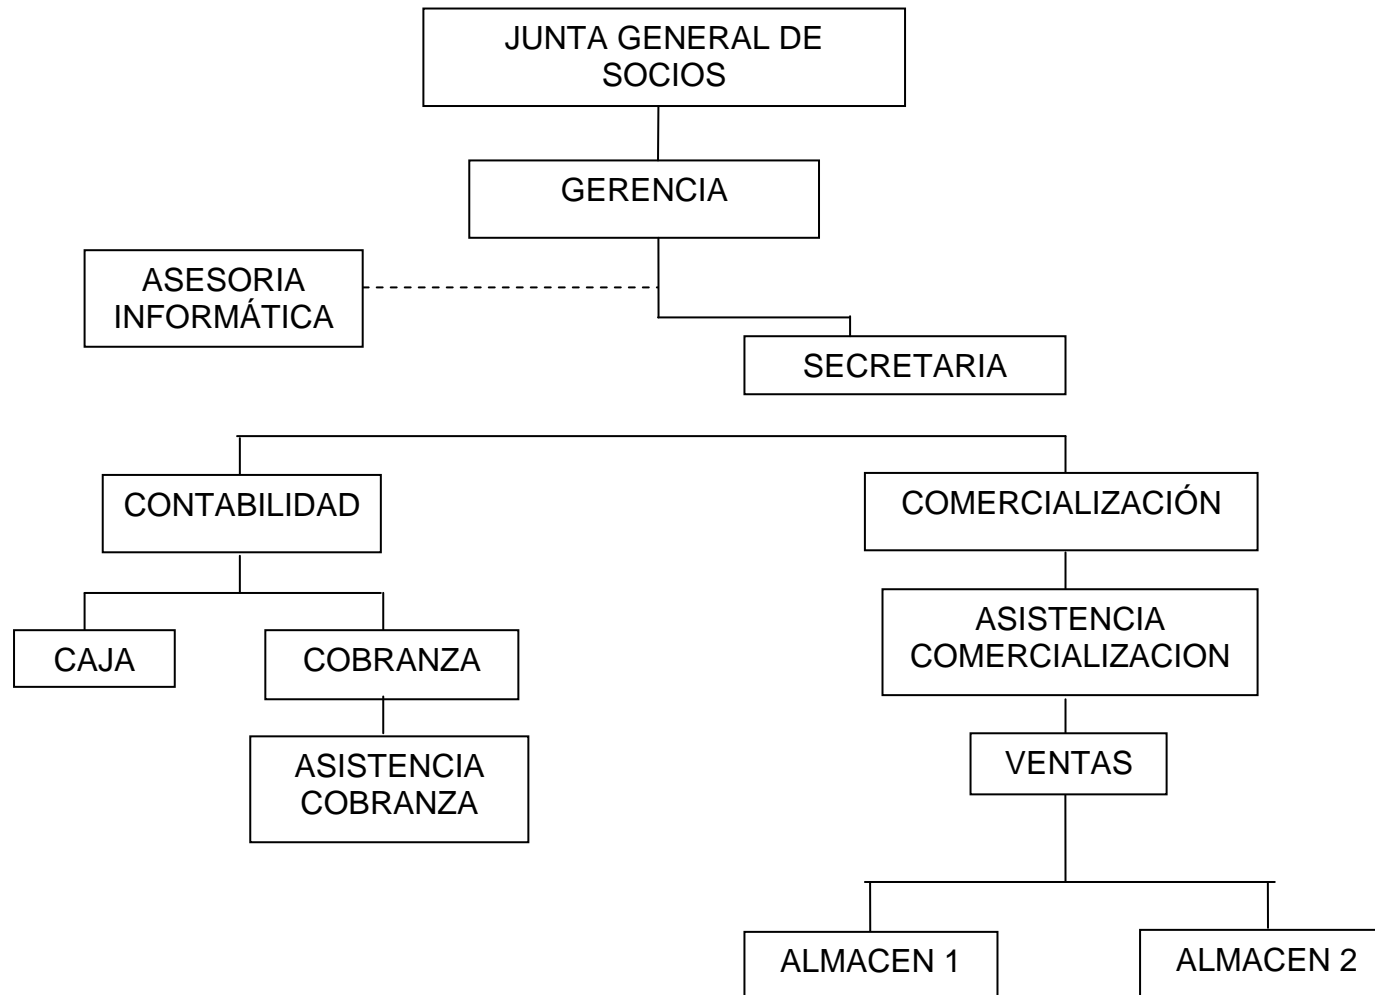 JUNTA GENERAL DE
SOCIOS
GERENCIA
ASESORIA
INFORMÁTICA
SECRETARIA
CONTABILIDAD
COMERCIALIZACIÓN
CAJA
COBRANZA
ASISTENCIA
COMERCIALIZACION
ASISTENCIA
COBRANZA
VENTAS
ALMACEN 1
ALMACEN 2